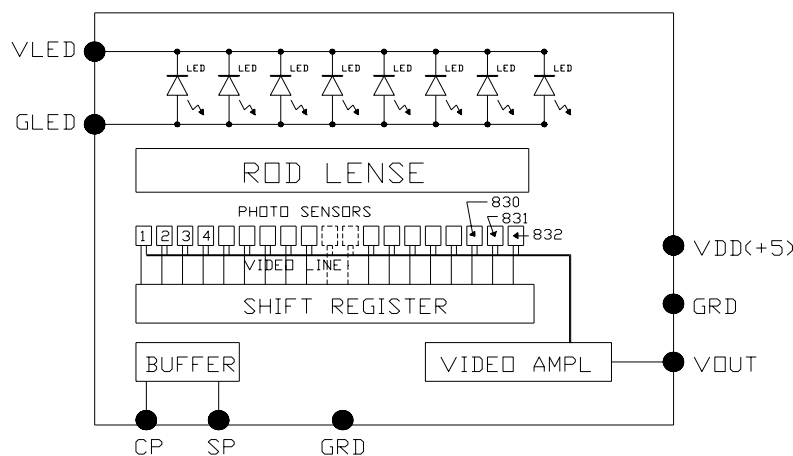 VLED
LED LED LED LED LED LED LED LED
GLED
ROD LENSE
PHOTO SENSORS
830
831
832
1 2 3 4
VIDEO LINE
VDD(+5)
SHIFT REGISTER
GRD
BUFFER
VIDEO AMPL
VOUT
CP SP GRD